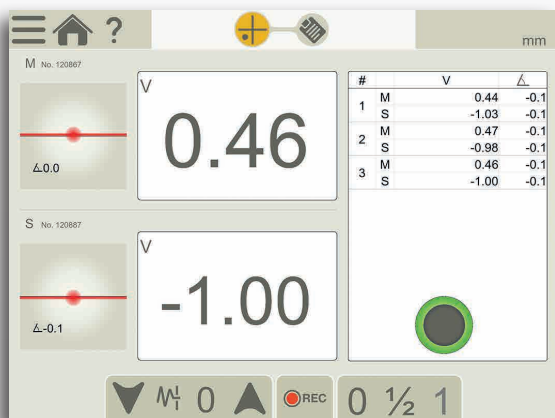 ?
mm
M No. 120867
V
0.46
∡0.0
S No. 120867
V
-1.00
∡-0.1
# V ∡
1 M 0.44 -0.1
S -1.03 -0.1
2 M 0.47 -0.1
S -0.98 -0.1
3 M 0.46 -0.1
S -1.00 -0.1
0 REC 0 ½ 1